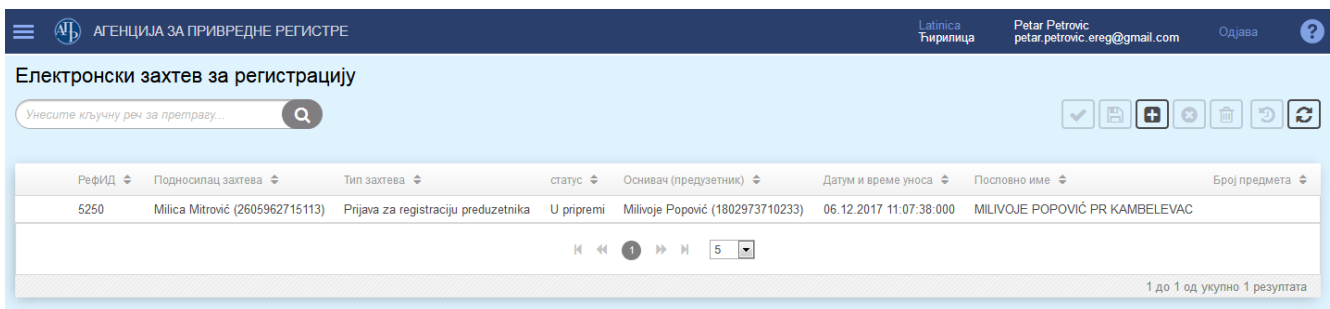 АПР АГЕНЦИЈА ЗА ПРИВРЕДНЕ РЕГИСТРЕ
Latinica
Ћирилица
Petar Petrovic
petar.petrovic.ereg@gmail.com
Одјава
?
Електронски захтев за регистрацију
Унесите кључну реч за претрагу...
РефИД Подносилац захтева Тип захтева статус Оснивач (предузетник) Датум и време уноса Пословно име Број предмета
5250 Milica Mitrović (2605962715113) Prijava za registraciju preduzetnika U pripremi Milivoje Popović (1802973710233) 06.12.2017 11:07:38:000 MILIVOJE POPOVIĆ PR KAMBELEVAC
1 5
1 до 1 од укупно 1 резултата